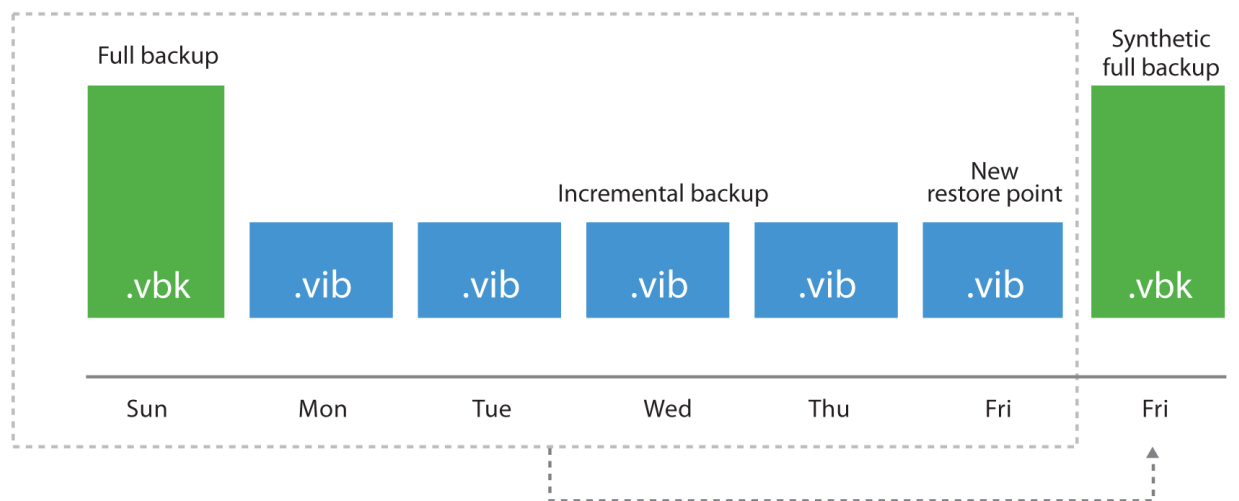 Full backup
Synthetic
full backup
New
restore point
Incremental backup
.vbk
.vib
.vib
.vib
.vib
.vib
.vbk
Sun
Mon
Tue
Wed
Thu
Fri
Fri